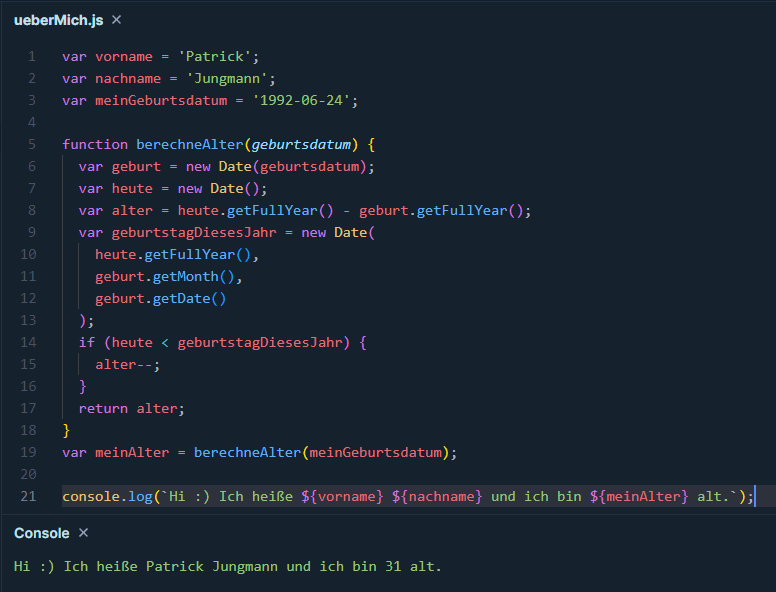 ueberMich.js ×
1 var vorname = 'Patrick';
2 var nachname = 'Jungmann';
3 var meinGeburtsdatum = '1992-06-24';
4
5 function berechneAlter(geburtsdatum) {
6   var geburt = new Date(geburtsdatum);
7   var heute = new Date();
8   var alter = heute.getFullYear() - geburt.getFullYear();
9   var geburtstagDiesesJahr = new Date(
10     heute.getFullYear(),
11     geburt.getMonth(),
12     geburt.getDate()
13   );
14   if (heute < geburtstagDiesesJahr) {
15     alter--;
16   }
17   return alter;
18 }
19 var meinAlter = berechneAlter(meinGeburtsdatum);
20
21 console.log(`Hi :) Ich heiße ${vorname} ${nachname} und ich bin ${meinAlter} alt.`);
Console ×
Hi :) Ich heiße Patrick Jungmann und ich bin 31 alt.